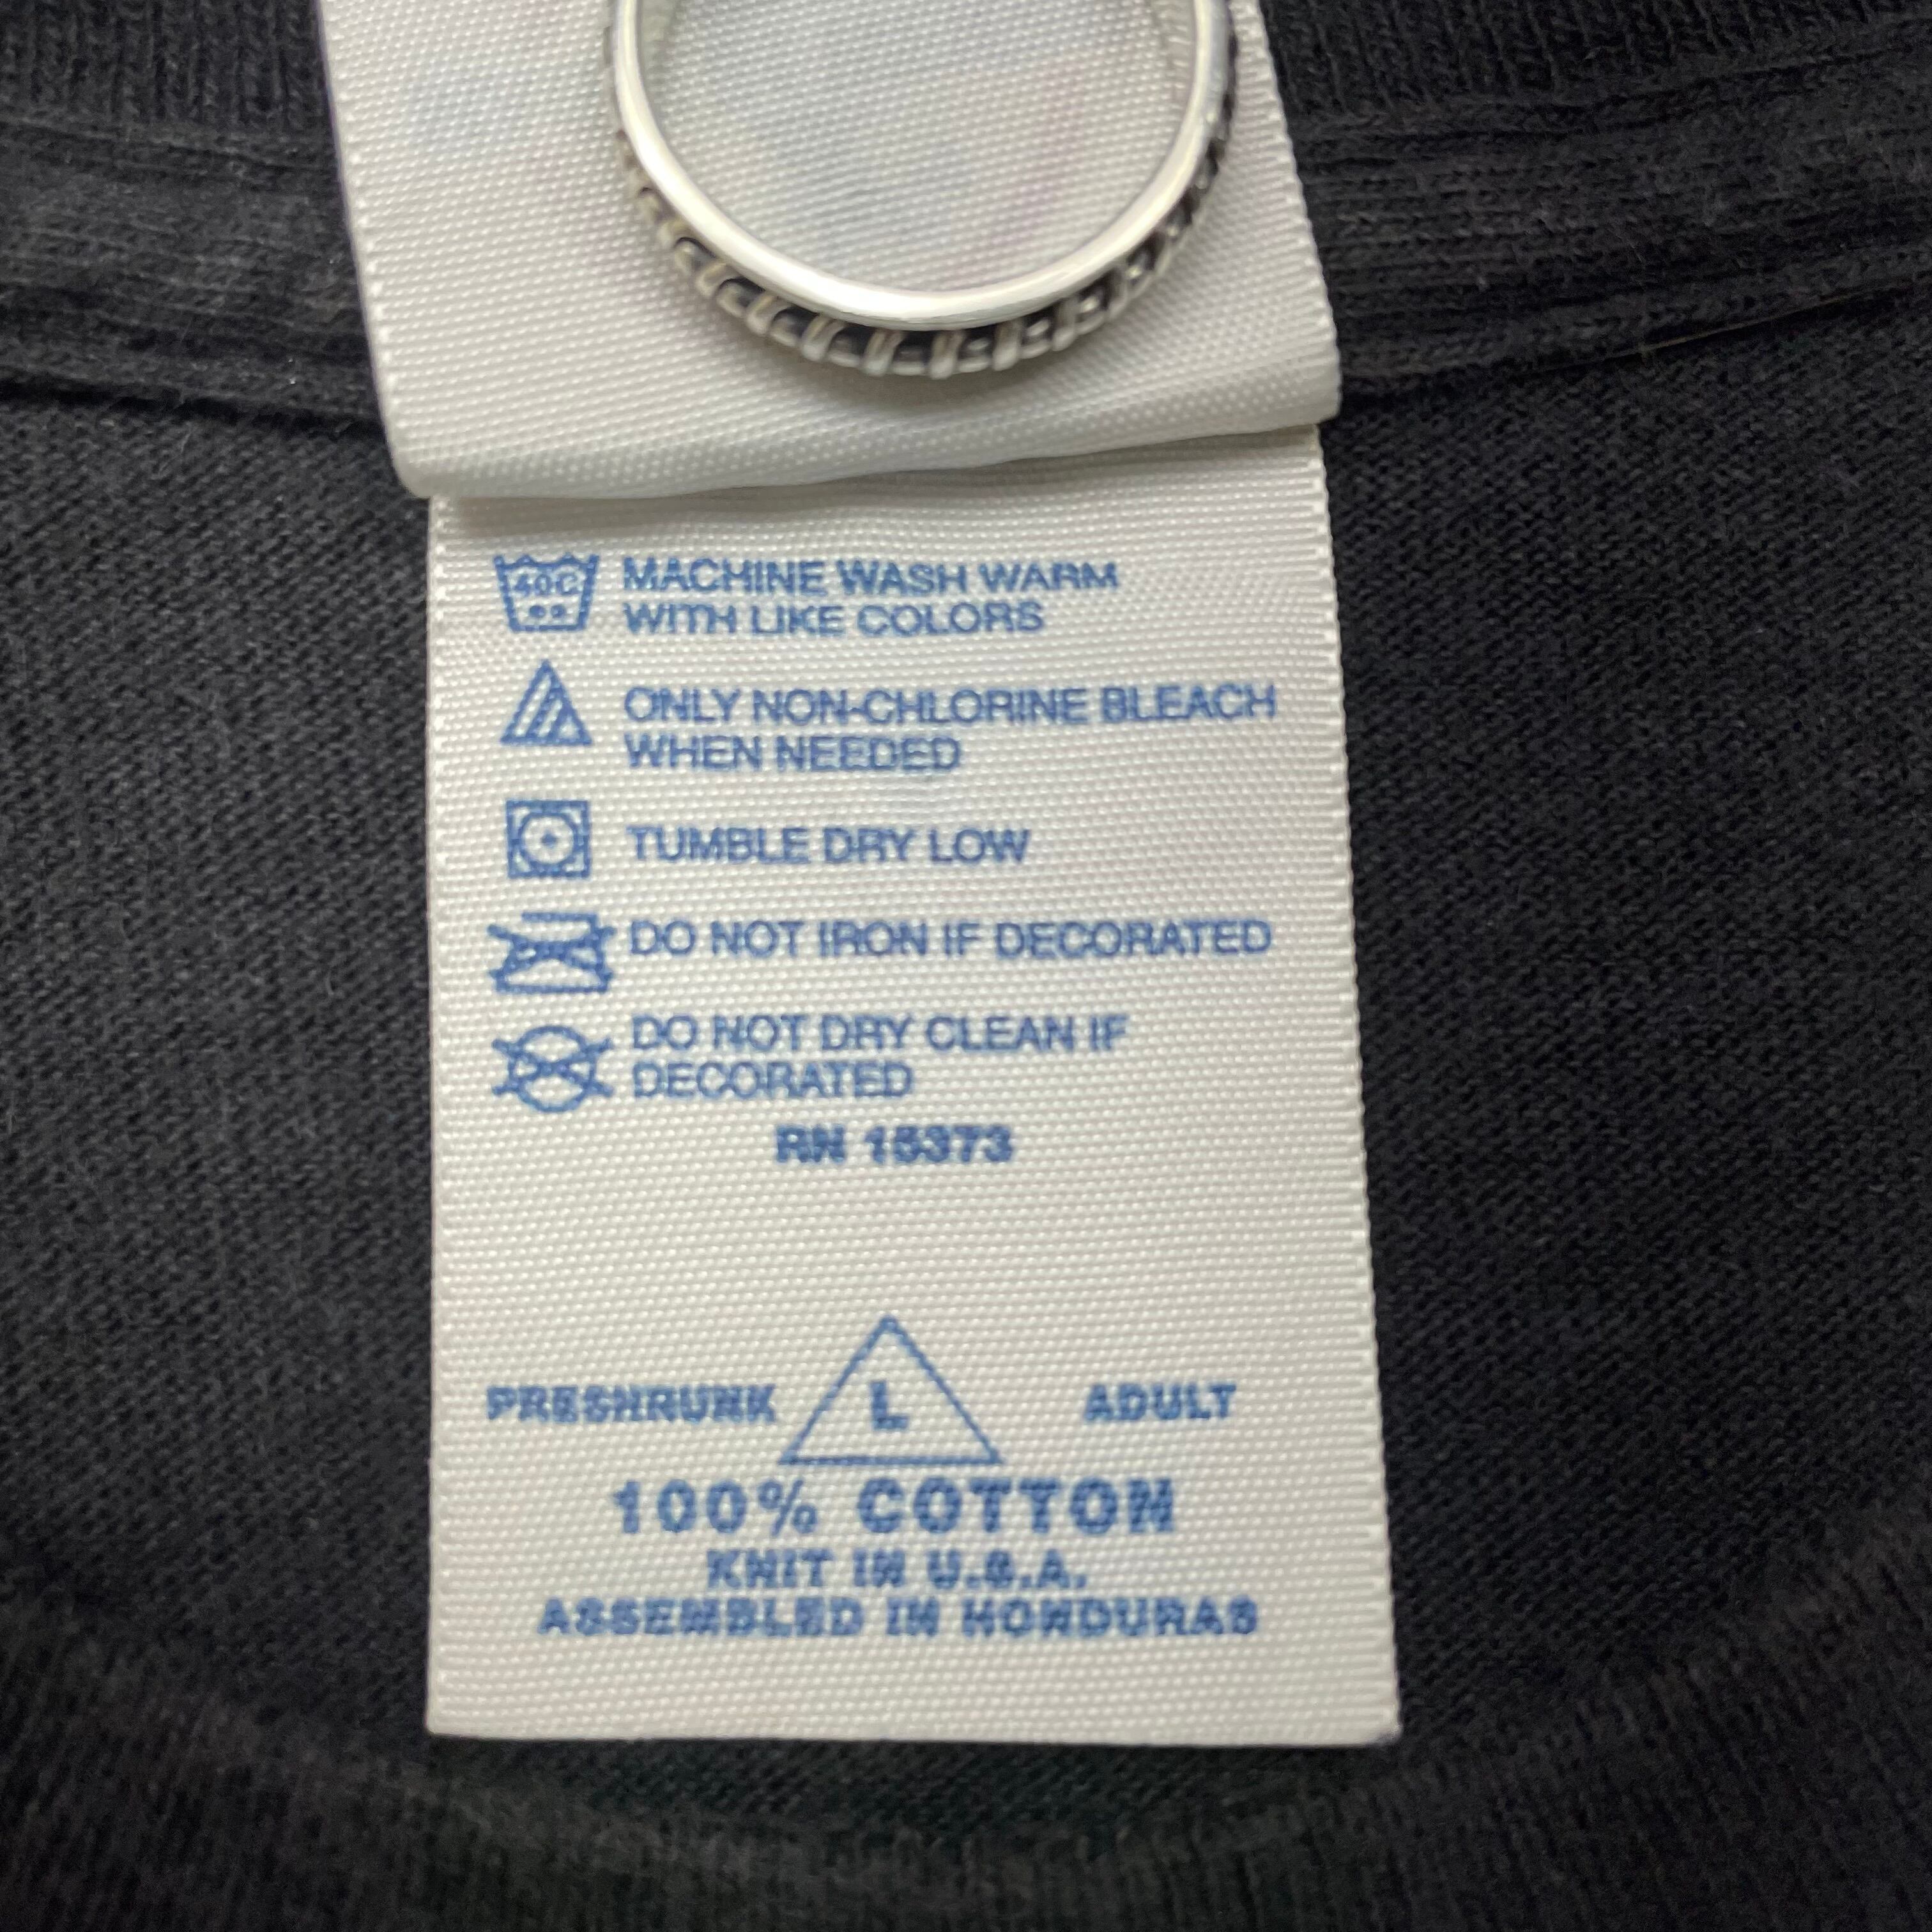 40C
MACHINE WASH WARM
WITH LIKE COLORS
ONLY NON-CHLORINE BLEACH
WHEN NEEDED
TUMBLE DRY LOW
DO NOT IRON IF DECORATED
DO NOT DRY CLEAN IF
DECORATED
RN 15373
PRESHRUNK L ADULT
100% COTTON
KNIT IN U.S.A.
ASSEMBLED IN HONDURAS